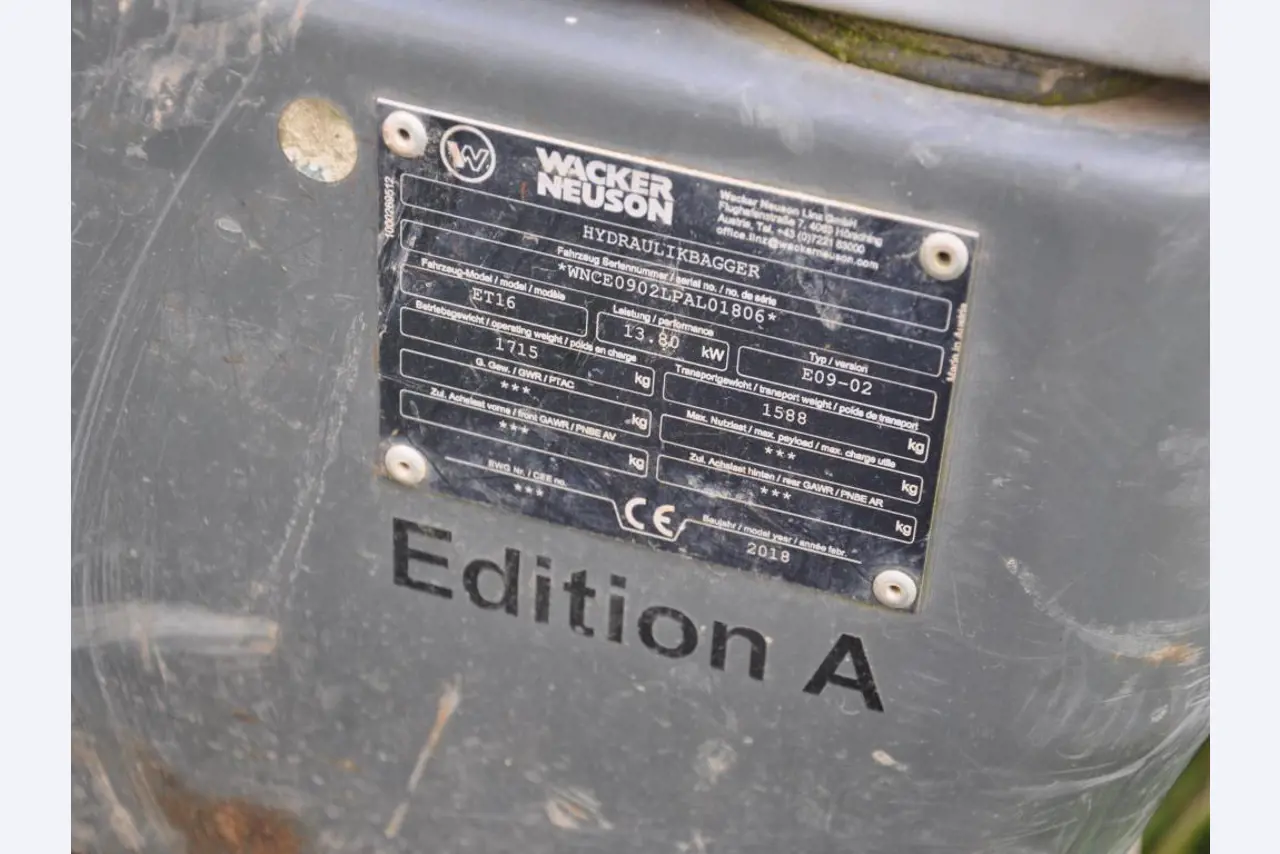 WACKER
NEUSON
Wacker Neuson Linz GmbH
Flughafenstraße 7, 4063 Hörsching
Austria, Tel. +43 (0)7221 63000
office.linz@wackerneuson.com
1000269512
HYDRAULIKBAGGER
Fahrzeug Seriennummer / serial no. / no. de série
*WNCE0902LPAL01806*
Fahrzeug-Model / model / modèle
ET16
Leistung / performance
13.80 kW
Typ / version
E09-02
Betriebsgewicht / operating weight / poids en charge
1715 kg
Transportgewicht / transport weight / poids de transport
1588 kg
G. Gew. / GWR / PTAC
*** kg
Max. Nutzlast / max. payload / max. charge utile
*** kg
Zul. Achslast vorne / front GAWR / PNBE AV
*** kg
Zul. Achslast hinten / rear GAWR / PNBE AR
*** kg
EWG Nr. / CEE no.
***
CE
Baujahr / model year / année fabr.
2018
Made in Austria
Edition A